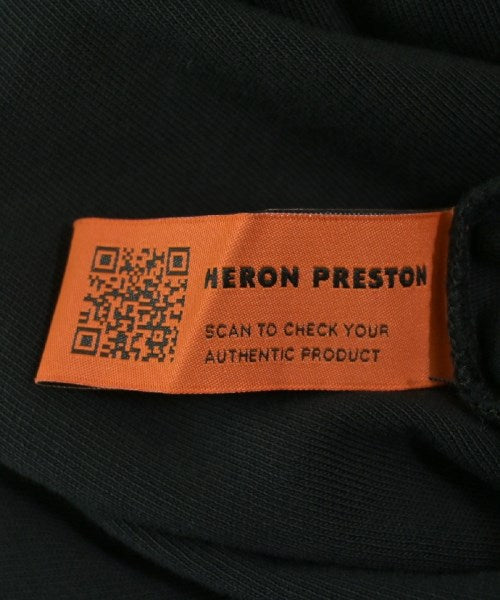 HERON PRESTON
SCAN TO CHECK YOUR
AUTHENTIC PRODUCT